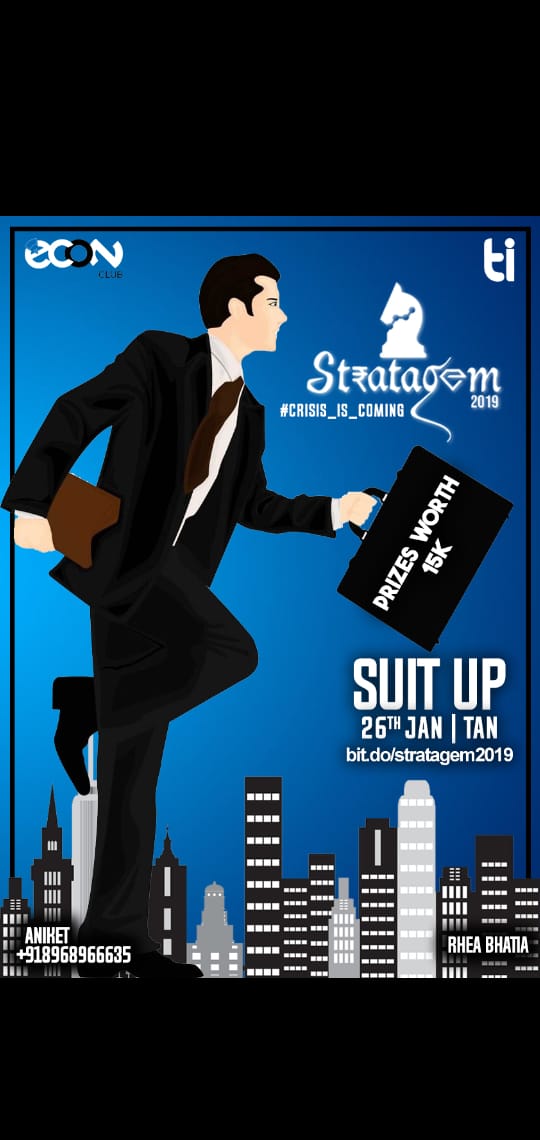 econ
CLUB
ti
Stratagem
2019
#CRISIS_IS_COMING
PRIZES WORTH
15K
SUIT UP
26TH JAN | TAN
bit.do/stratagem2019
ANIKET
+918968966635
RHEA BHATIA